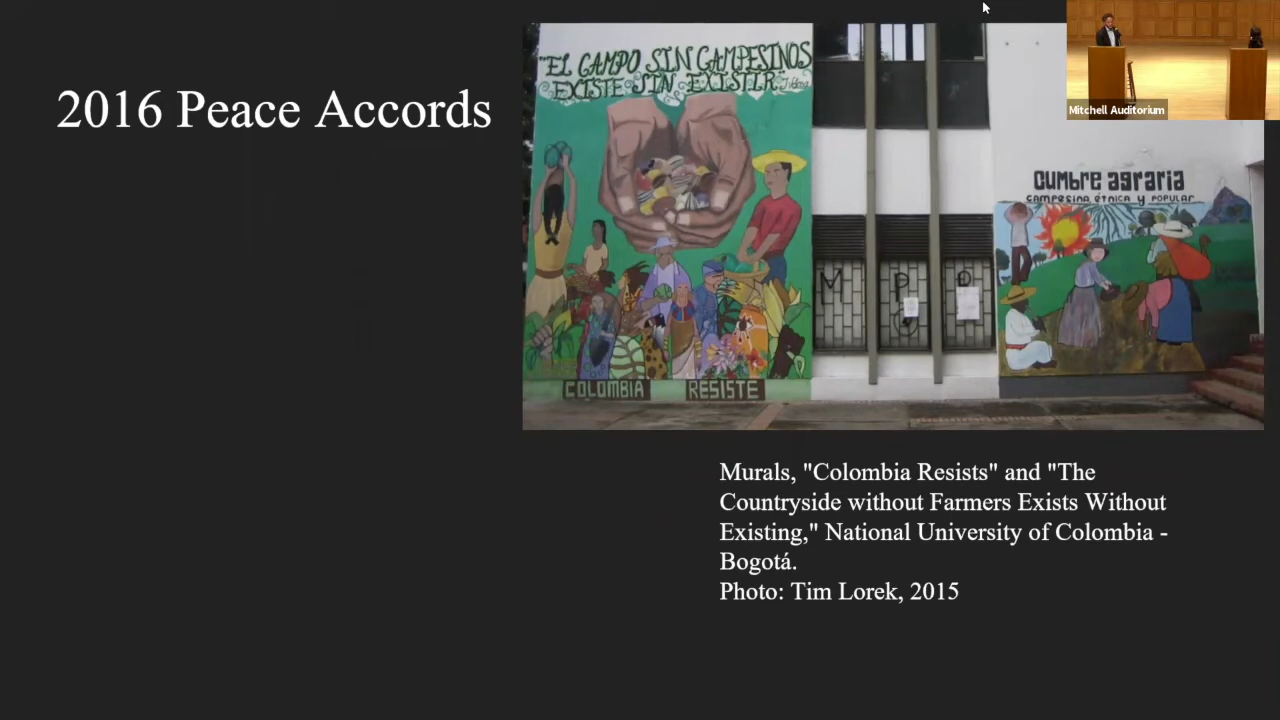 2016 Peace Accords
"EL CAMPO SIN CAMPESINOS
EXISTE SIN EXISTIR
COLOMBIA RESISTE
M P P
cumbre agraria
CAMPESINA, ÉTNICA Y POPULAR
Mitchell Auditorium
Murals, "Colombia Resists" and "The
Countryside without Farmers Exists Without
Existing," National University of Colombia -
Bogotá.
Photo: Tim Lorek, 2015